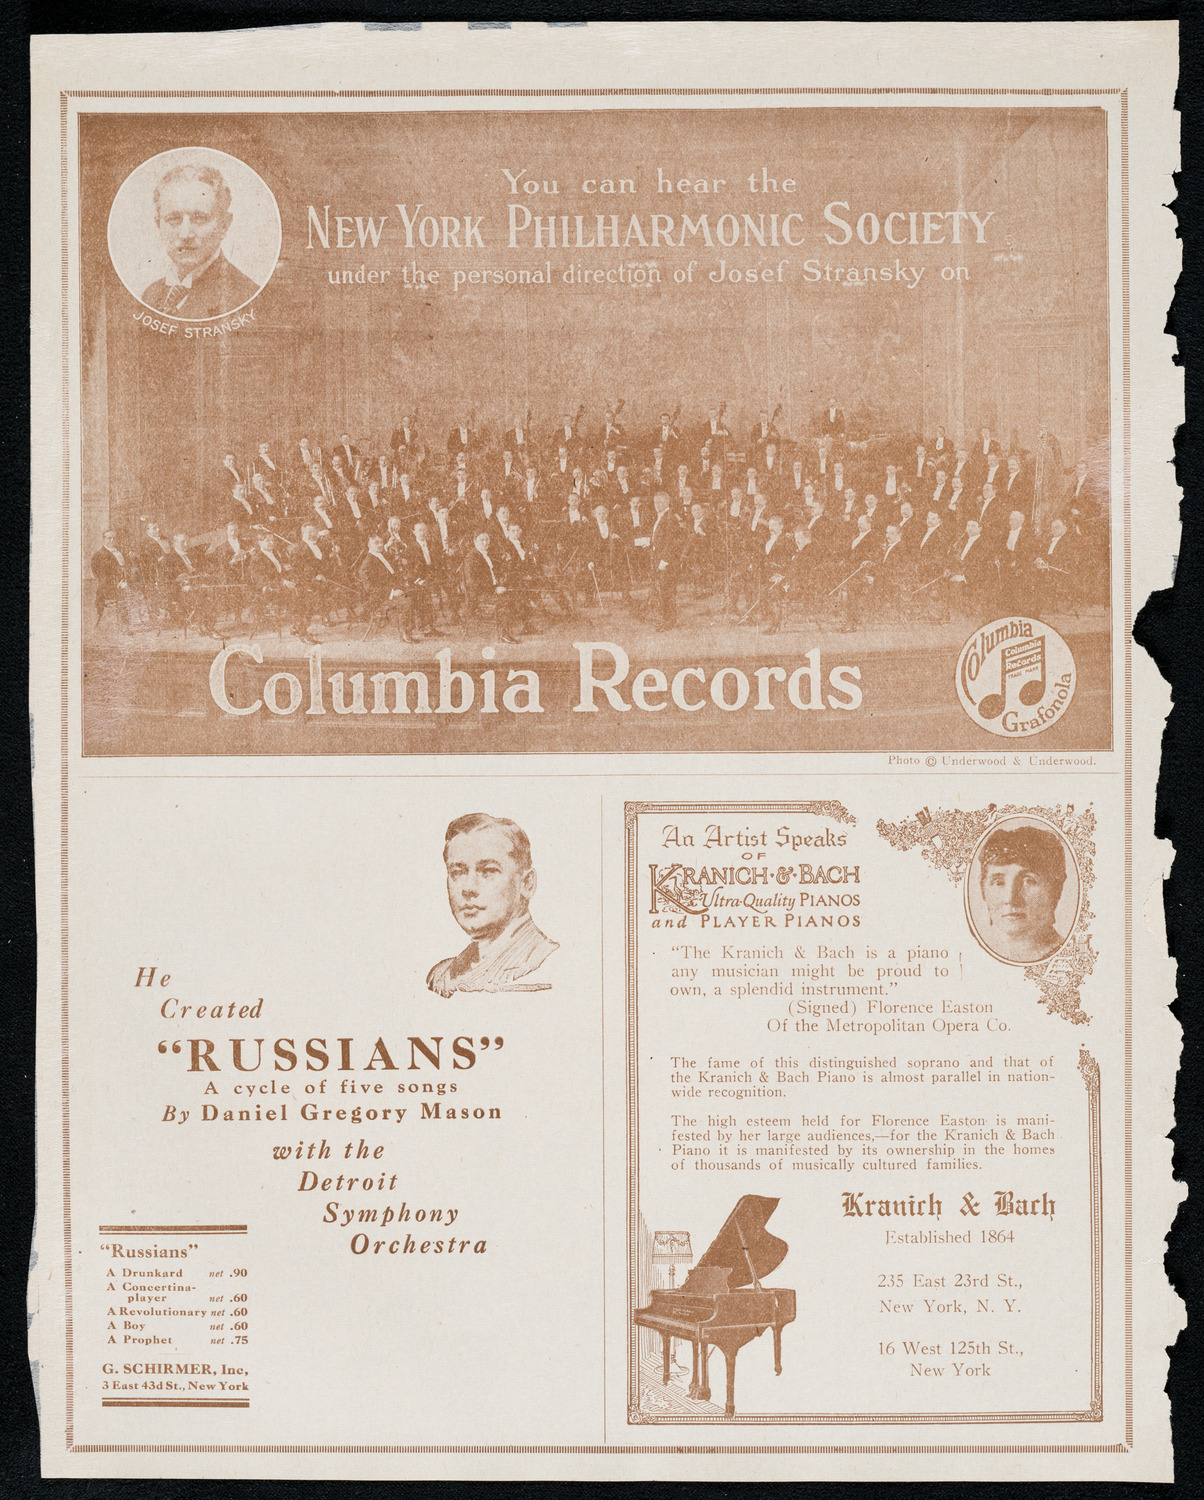 You can hear the
NEW YORK PHILHARMONIC SOCIETY
under the personal direction of Josef Stransky on
JOSEF STRANSKY
Columbia Records
Columbia
Columbia
Records
TRADE MARK
Grafonola
Photo © Underwood & Underwood.
He
Created
“RUSSIANS”
A cycle of five songs
By Daniel Gregory Mason
with the
Detroit
Symphony
Orchestra
“Russians”
A Drunkard net .90
A Concertina-
player net .60
A Revolutionary net .60
A Boy net .60
A Prophet net .75
G. SCHIRMER, Inc,
3 East 43d St., New York
An Artist Speaks
OF
KRANICH·&·BACH
Ultra-Quality PIANOS
and PLAYER PIANOS
“The Kranich & Bach is a piano
any musician might be proud to
own, a splendid instrument.”
(Signed) Florence Easton
Of the Metropolitan Opera Co.
The fame of this distinguished soprano and that of
the Kranich & Bach Piano is almost parallel in nation-
wide recognition.
The high esteem held for Florence Easton is mani-
fested by her large audiences,—for the Kranich & Bach
Piano it is manifested by its ownership in the homes
of thousands of musically cultured families.
Kranich & Bach
Established 1864
235 East 23rd St.,
New York, N. Y.
16 West 125th St.,
New York